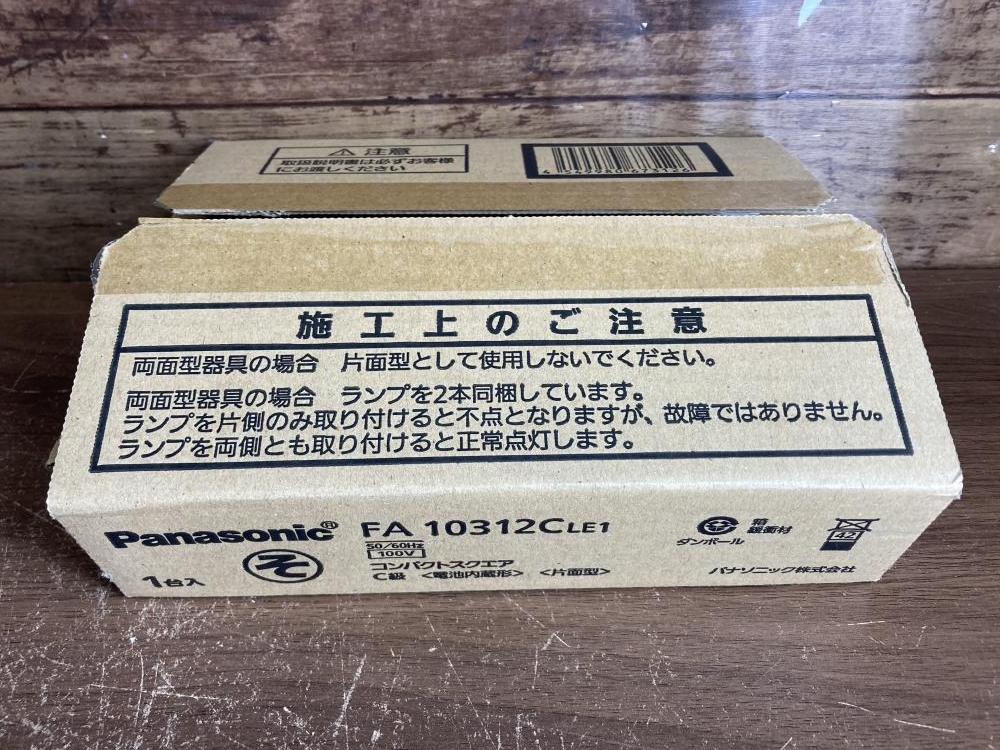 ⚠ 注意
取扱説明書は必ずお客様
にお渡しください
施工上のご注意
両面型器具の場合 片面型として使用しないでください。
両面型器具の場合 ランプを2本同梱しています。
ランプを片側のみ取り付けると不点となりますが、故障ではありません。
ランプを両側とも取り付けると正常点灯します。
Panasonic® FA 10312C LE1
50/60Hz
100V
コンパクトスクエア
C級 <電池内蔵形> <片面型>
1台入
そ
ダンボール
箱
緩衝材
42
パナソニック株式会社